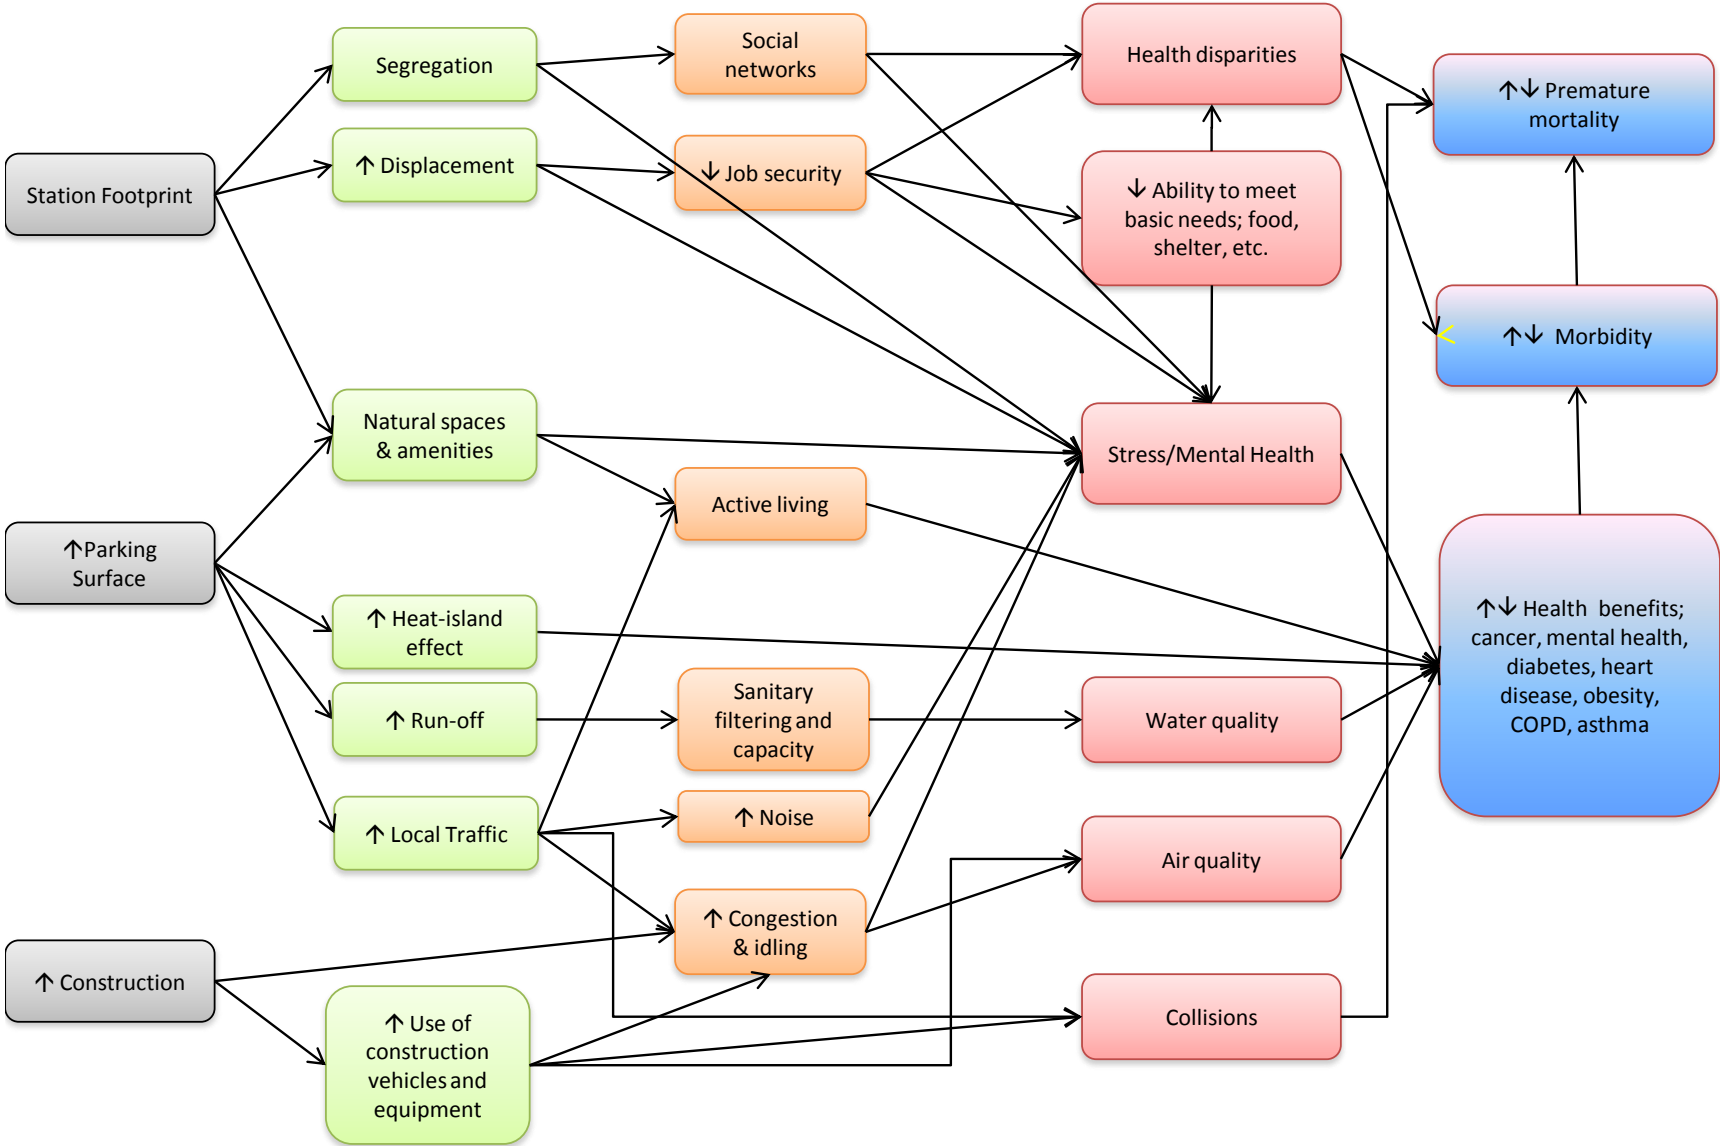 Station Footprint
↑Parking
Surface
↑ Construction
Segregation
↑ Displacement
Natural spaces
& amenities
↑ Heat-island
effect
↑ Run-off
↑ Local Traffic
↑ Use of
construction
vehicles and
equipment
Social
networks
↓ Job security
Active living
Sanitary
filtering and
capacity
↑ Noise
↑ Congestion
& idling
Health disparities
↓ Ability to meet
basic needs; food,
shelter, etc.
Stress/Mental Health
Water quality
Air quality
Collisions
↑↓ Premature
mortality
↑↓ Morbidity
↑↓ Health benefits;
cancer, mental health,
diabetes, heart
disease, obesity,
COPD, asthma